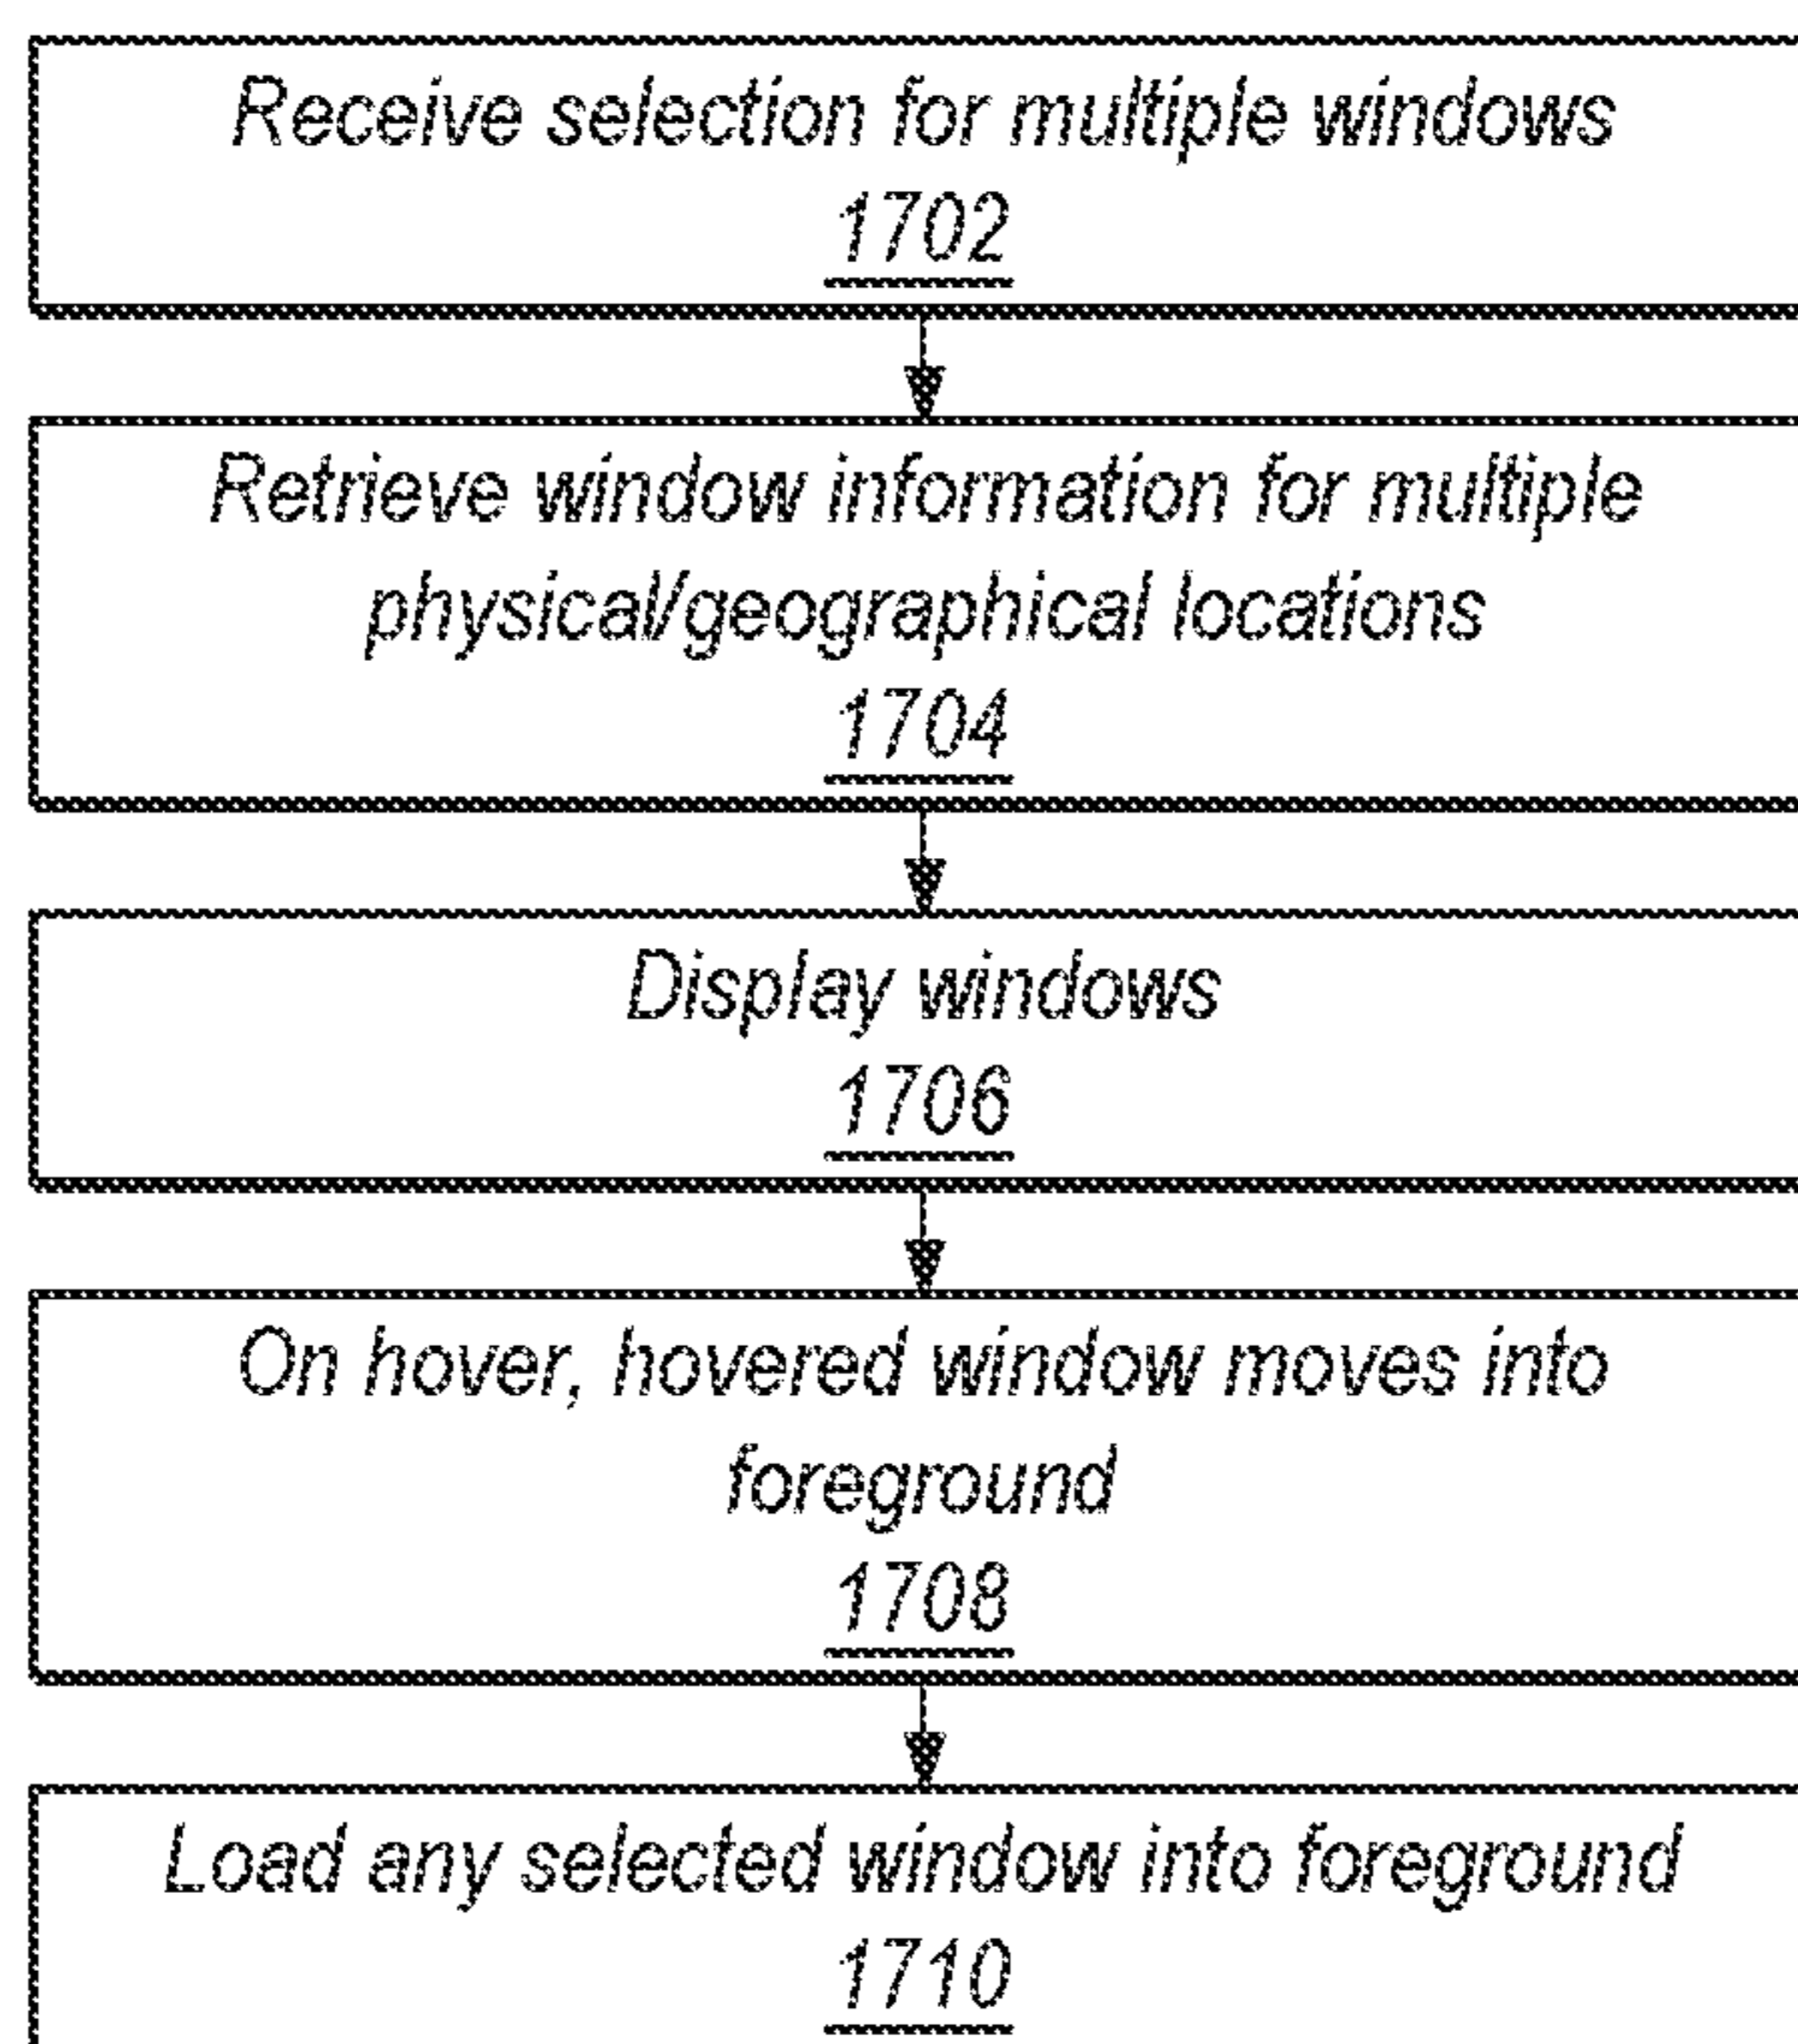 Receive selection for multiple windows
1702
Retrieve window information for multiple
physical/geographical locations
1704
Display windows
1706
On hover, hovered window moves into
foreground
1708
Load any selected window into foreground
1710